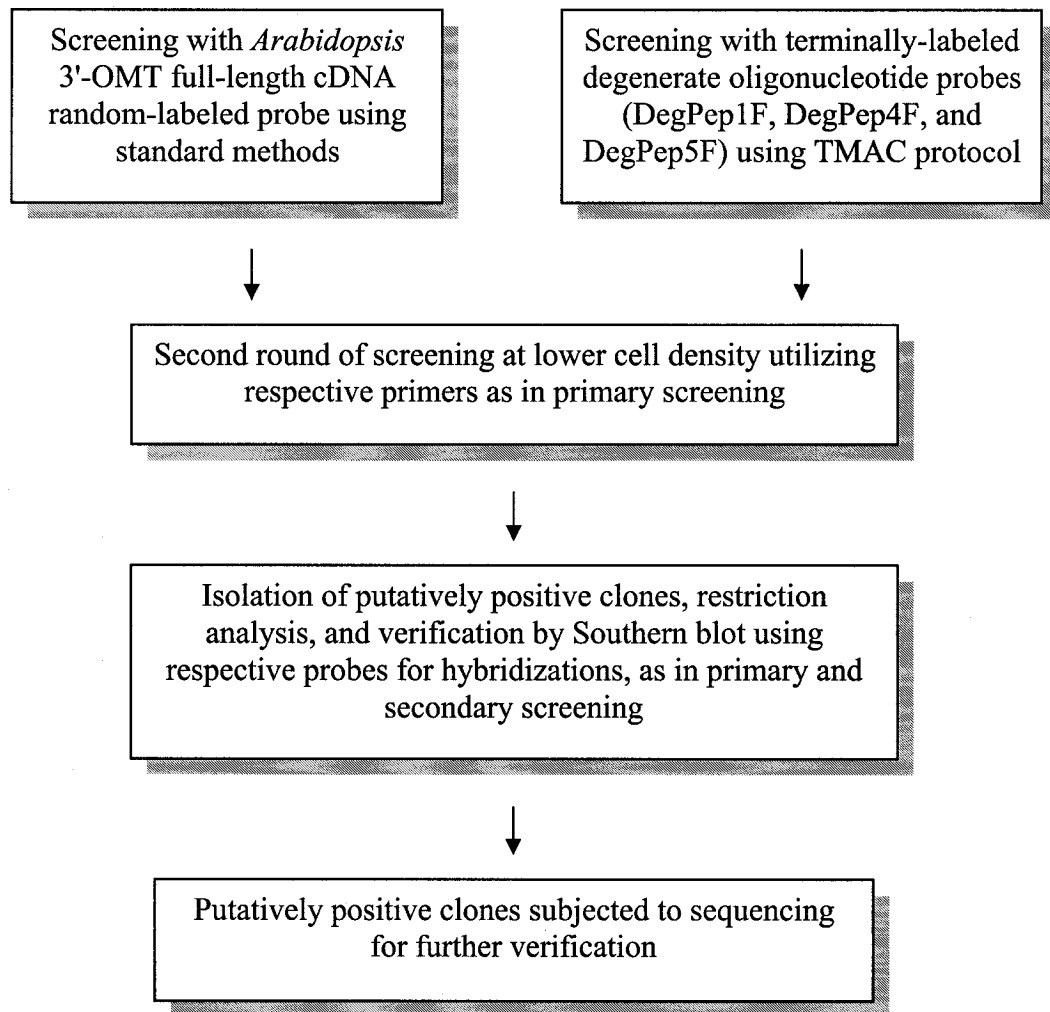 Screening with Arabidopsis
3'-OMT full-length cDNA
random-labeled probe using
standard methods
Screening with terminally-labeled
degenerate oligonucleotide probes
(DegPep1F, DegPep4F, and
DegPep5F) using TMAC protocol
Second round of screening at lower cell density utilizing
respective primers as in primary screening
Isolation of putatively positive clones, restriction
analysis, and verification by Southern blot using
respective probes for hybridizations, as in primary and
secondary screening
Putatively positive clones subjected to sequencing
for further verification